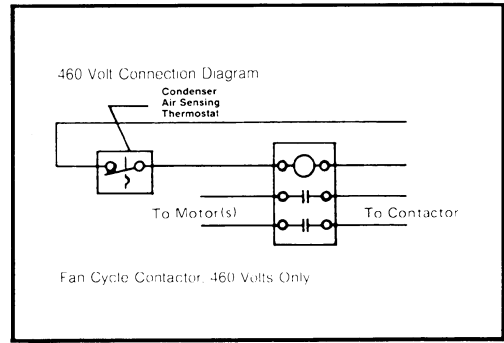 460 Volt Connection Diagram
Condenser
Air Sensing
Thermostat
To Motor(s)
To Contactor
Fan Cycle Contactor, 460 Volts Only